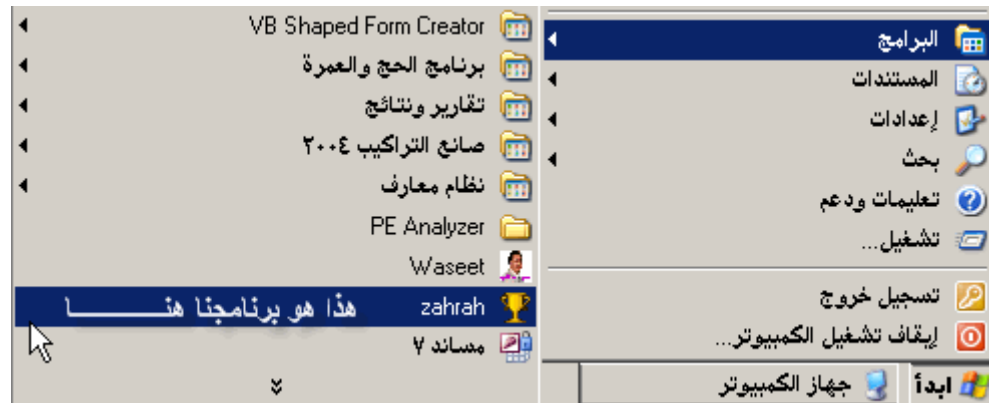 البرامج
المستندات
إعدادات
بحث
تعليمات ودعم
تشغيل...
تسجيل خروج
إيقاف تشغيل الكمبيوتر...
ابدأ
جهاز الكمبيوتر
VB Shaped Form Creator
برنامج الحج والعمرة
تقارير ونتائج
صانع التراكيب ٢٠٠٤
نظام معارف
PE Analyzer
Waseet
zahrah هذا هو برنامجنا هنـــــــــا
مساند ٧